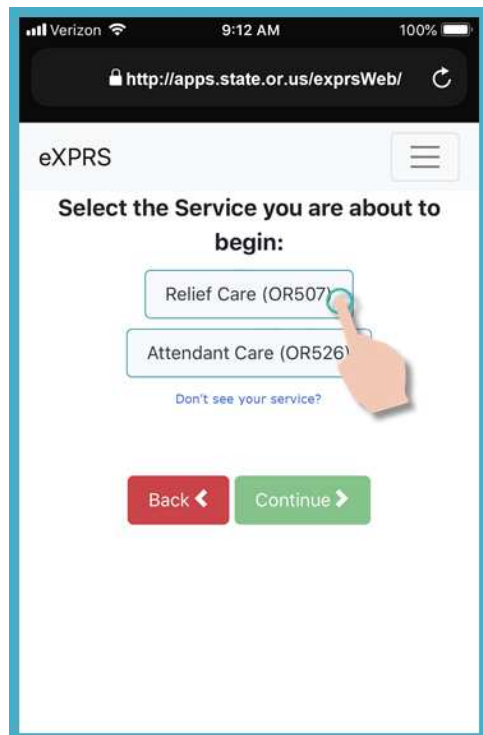 Verizon 9:12 AM 100%
http://apps.state.or.us/exprsWeb/
eXPRS
Select the Service you are about to
begin:
Relief Care (OR507)
Attendant Care (OR526)
Don't see your service?
Back Continue